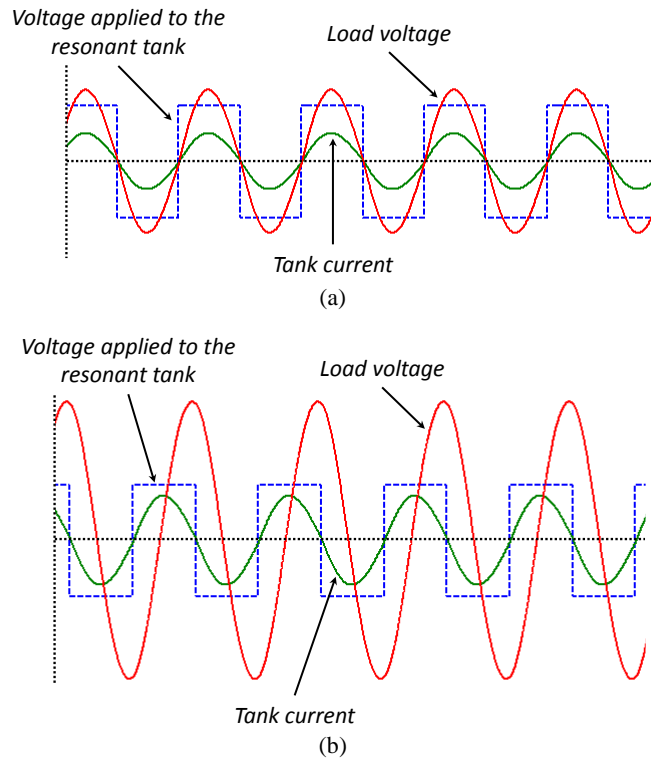 Voltage applied to the
resonant tank
Load voltage
Tank current
(a)
Voltage applied to the
resonant tank
Load voltage
Tank current
(b)